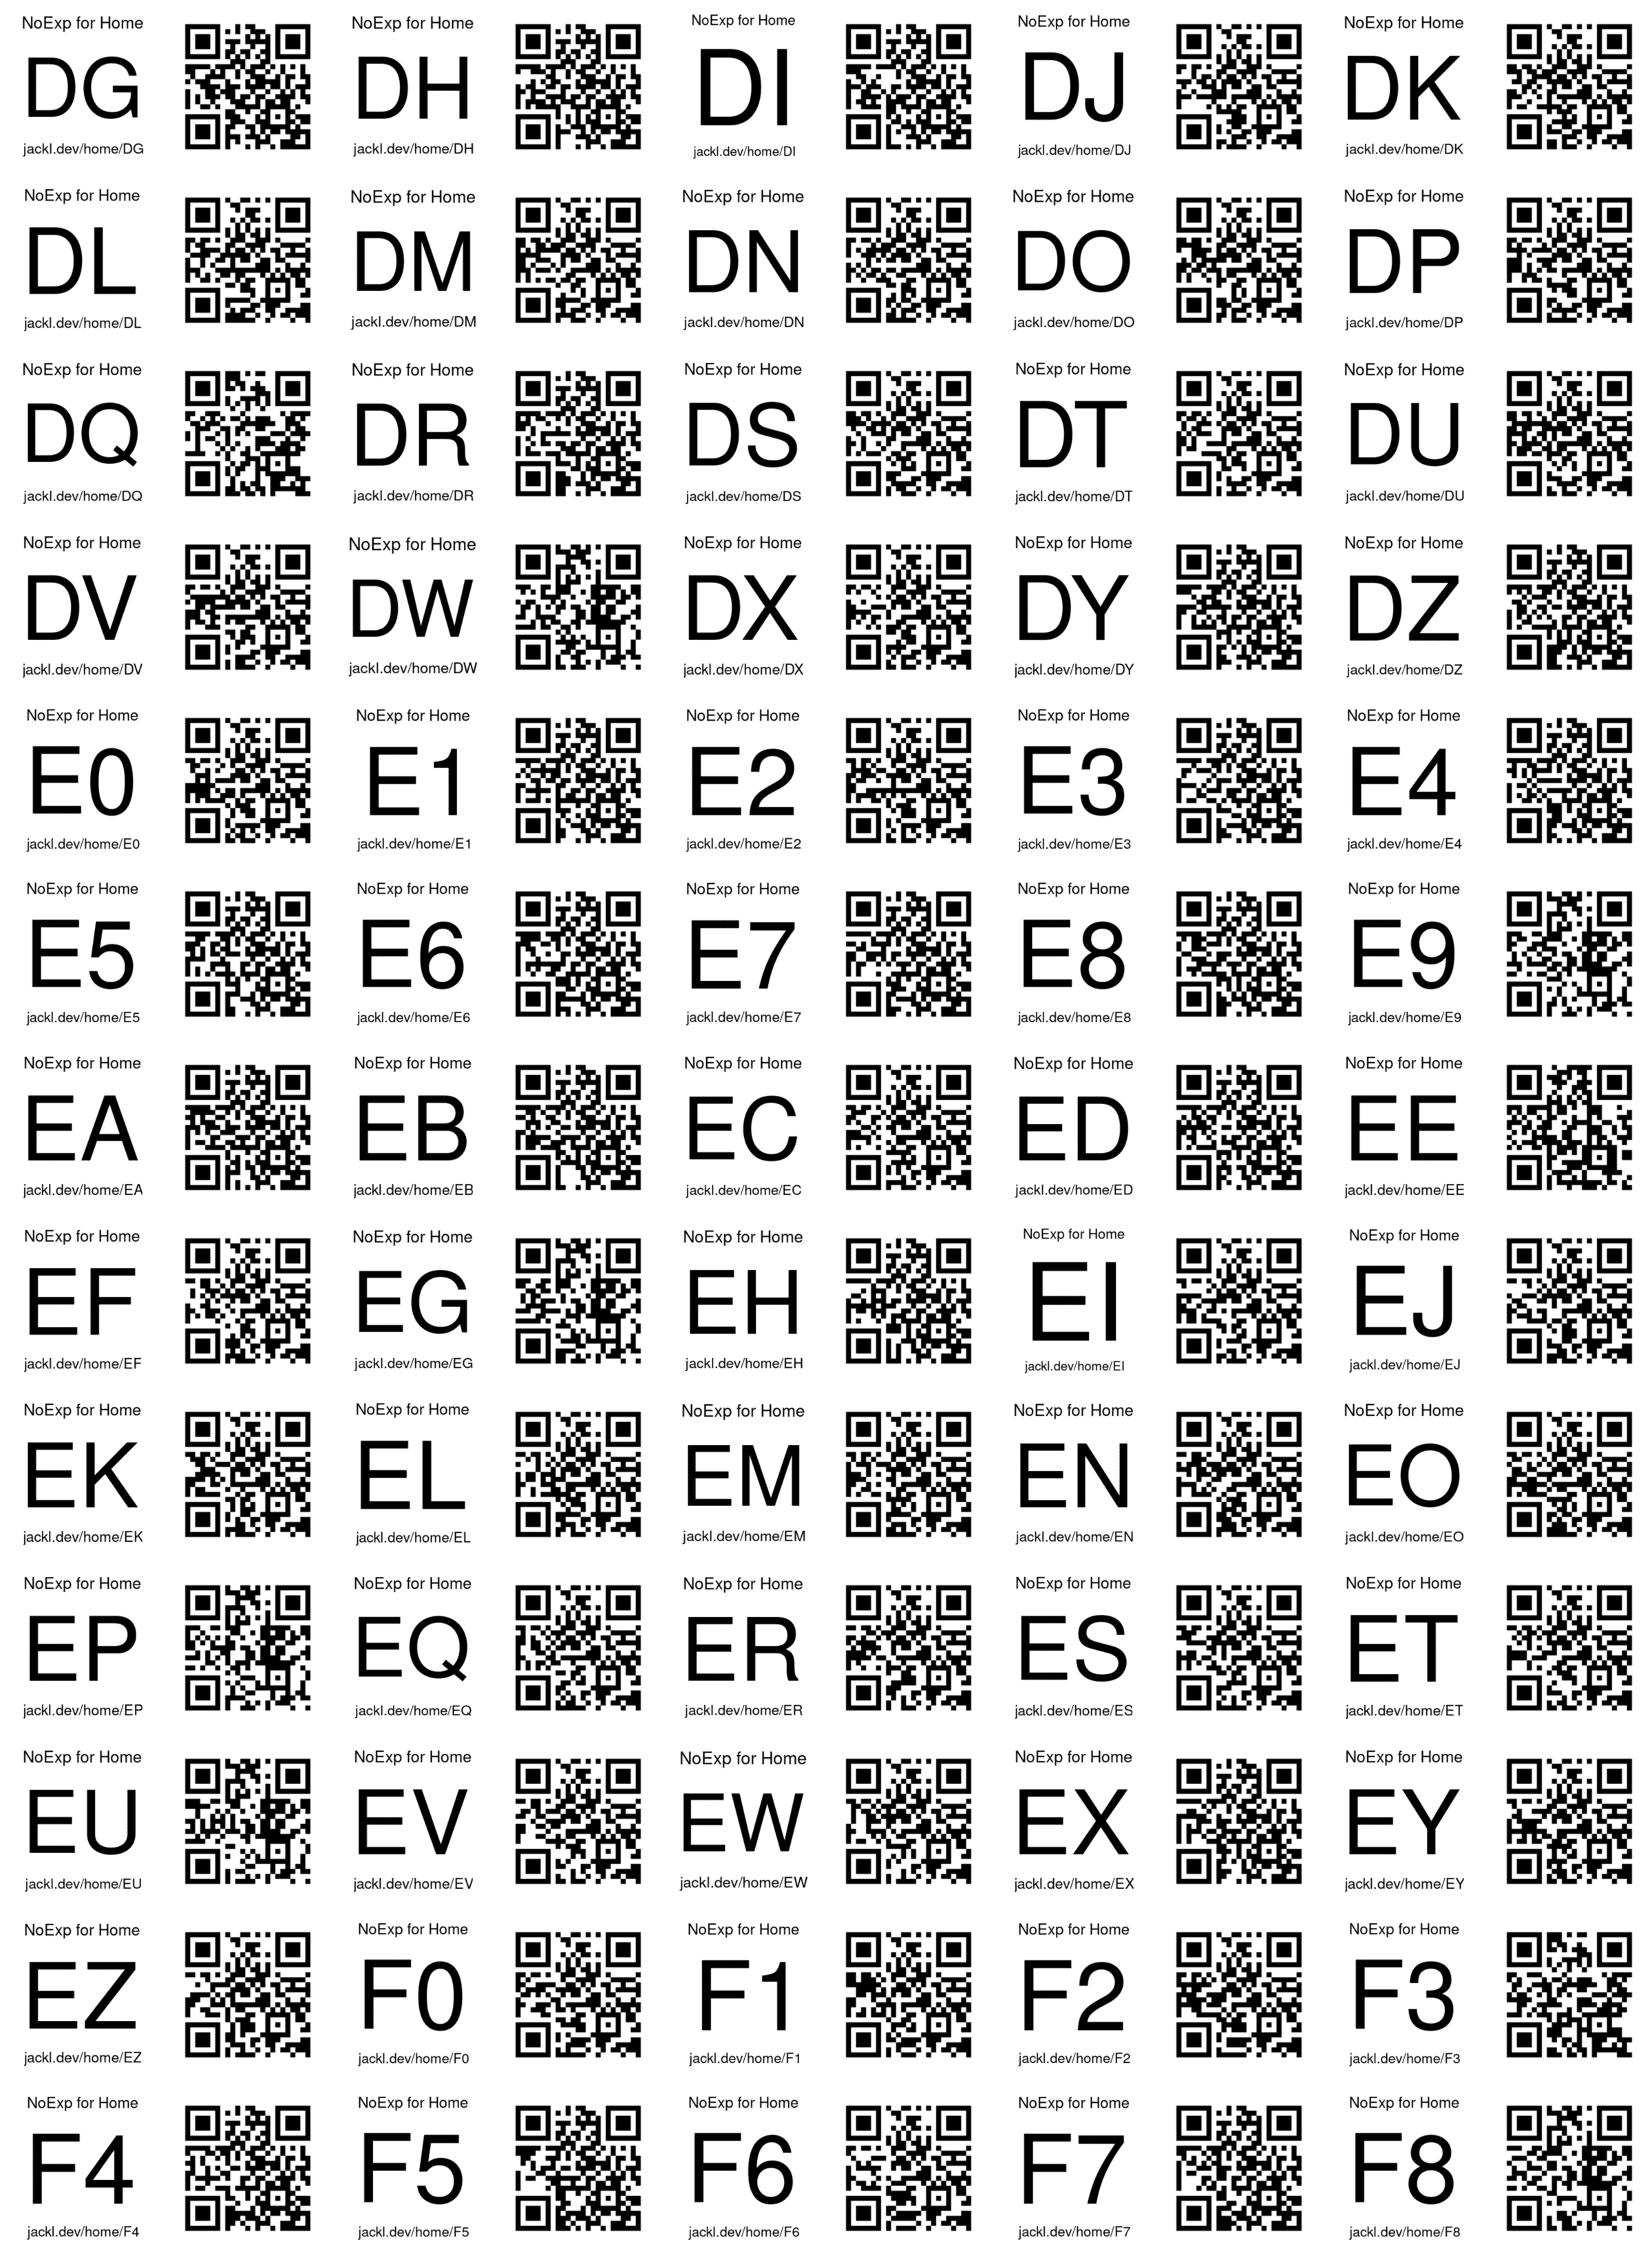 NoExp for Home
DG
jackl.dev/home/DG
NoExp for Home
DH
jackl.dev/home/DH
NoExp for Home
DI
jackl.dev/home/DI
NoExp for Home
DJ
jackl.dev/home/DJ
NoExp for Home
DK
jackl.dev/home/DK
NoExp for Home
DL
jackl.dev/home/DL
NoExp for Home
DM
jackl.dev/home/DM
NoExp for Home
DN
jackl.dev/home/DN
NoExp for Home
DO
jackl.dev/home/DO
NoExp for Home
DP
jackl.dev/home/DP
NoExp for Home
DQ
jackl.dev/home/DQ
NoExp for Home
DR
jackl.dev/home/DR
NoExp for Home
DS
jackl.dev/home/DS
NoExp for Home
DT
jackl.dev/home/DT
NoExp for Home
DU
jackl.dev/home/DU
NoExp for Home
DV
jackl.dev/home/DV
NoExp for Home
DW
jackl.dev/home/DW
NoExp for Home
DX
jackl.dev/home/DX
NoExp for Home
DY
jackl.dev/home/DY
NoExp for Home
DZ
jackl.dev/home/DZ
NoExp for Home
E0
jackl.dev/home/E0
NoExp for Home
E1
jackl.dev/home/E1
NoExp for Home
E2
jackl.dev/home/E2
NoExp for Home
E3
jackl.dev/home/E3
NoExp for Home
E4
jackl.dev/home/E4
NoExp for Home
E5
jackl.dev/home/E5
NoExp for Home
E6
jackl.dev/home/E6
NoExp for Home
E7
jackl.dev/home/E7
NoExp for Home
E8
jackl.dev/home/E8
NoExp for Home
E9
jackl.dev/home/E9
NoExp for Home
EA
jackl.dev/home/EA
NoExp for Home
EB
jackl.dev/home/EB
NoExp for Home
EC
jackl.dev/home/EC
NoExp for Home
ED
jackl.dev/home/ED
NoExp for Home
EE
jackl.dev/home/EE
NoExp for Home
EF
jackl.dev/home/EF
NoExp for Home
EG
jackl.dev/home/EG
NoExp for Home
EH
jackl.dev/home/EH
NoExp for Home
EI
jackl.dev/home/EI
NoExp for Home
EJ
jackl.dev/home/EJ
NoExp for Home
EK
jackl.dev/home/EK
NoExp for Home
EL
jackl.dev/home/EL
NoExp for Home
EM
jackl.dev/home/EM
NoExp for Home
EN
jackl.dev/home/EN
NoExp for Home
EO
jackl.dev/home/EO
NoExp for Home
EP
jackl.dev/home/EP
NoExp for Home
EQ
jackl.dev/home/EQ
NoExp for Home
ER
jackl.dev/home/ER
NoExp for Home
ES
jackl.dev/home/ES
NoExp for Home
ET
jackl.dev/home/ET
NoExp for Home
EU
jackl.dev/home/EU
NoExp for Home
EV
jackl.dev/home/EV
NoExp for Home
EW
jackl.dev/home/EW
NoExp for Home
EX
jackl.dev/home/EX
NoExp for Home
EY
jackl.dev/home/EY
NoExp for Home
EZ
jackl.dev/home/EZ
NoExp for Home
F0
jackl.dev/home/F0
NoExp for Home
F1
jackl.dev/home/F1
NoExp for Home
F2
jackl.dev/home/F2
NoExp for Home
F3
jackl.dev/home/F3
NoExp for Home
F4
jackl.dev/home/F4
NoExp for Home
F5
jackl.dev/home/F5
NoExp for Home
F6
jackl.dev/home/F6
NoExp for Home
F7
jackl.dev/home/F7
NoExp for Home
F8
jackl.dev/home/F8